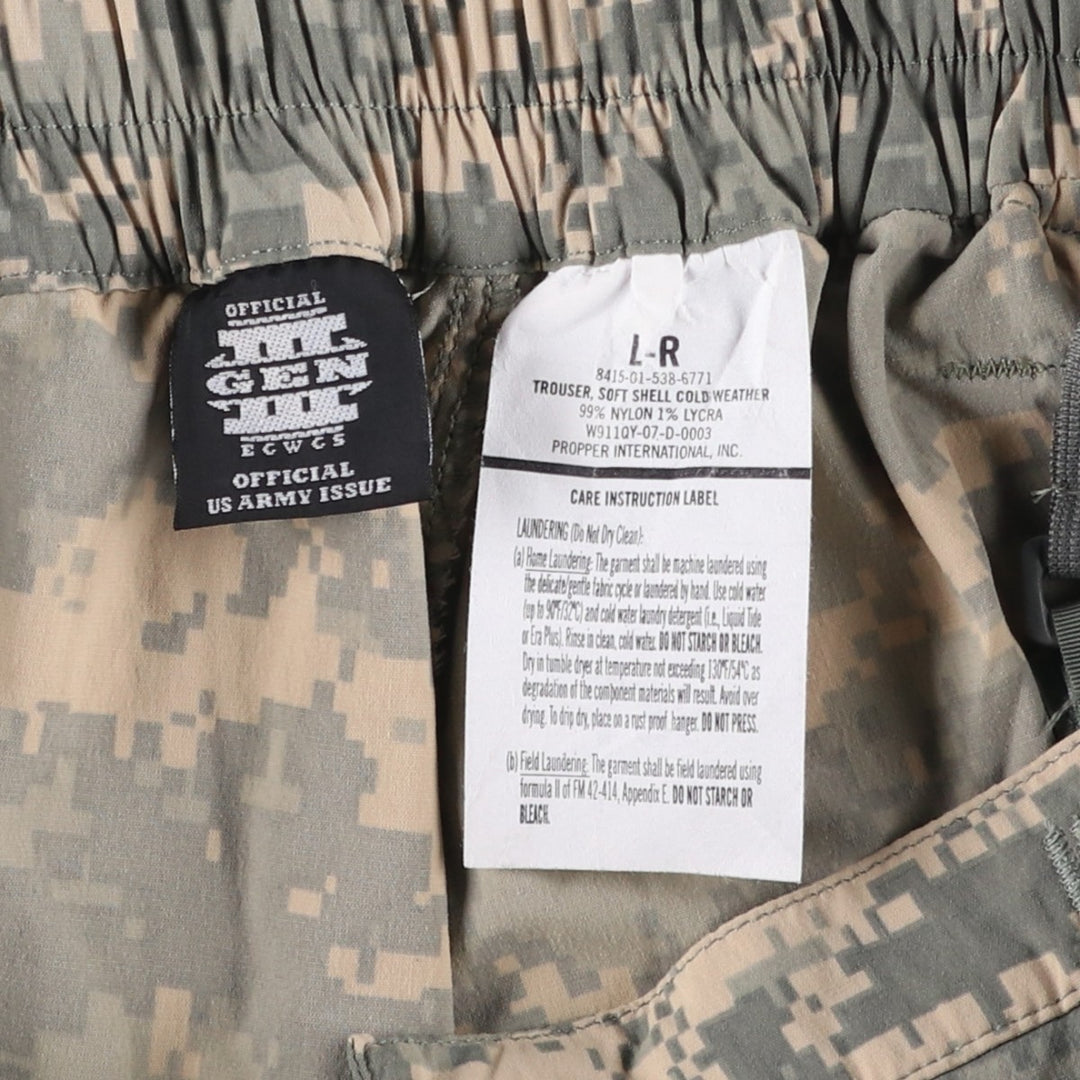 OFFICIAL
III
GEN
III
ECWCS
OFFICIAL
US ARMY ISSUE
L-R
8415-01-538-6771
TROUSER, SOFT SHELL COLD WEATHER
99% NYLON 1% LYCRA
W911QY-07-D-0003
PROPPER INTERNATIONAL, INC.
CARE INSTRUCTION LABEL
LAUNDERING (Do Not Dry Clean):
(a) Home Laundering: The garment shall be machine laundered using
the delicate/gentle fabric cycle or laundered by hand. Use cold water
(up to 90°F/32°C) and cold water laundry detergent (i.e., Liquid Tide
or Era Plus). Rinse in clean, cold water. DO NOT STARCH OR BLEACH.
Dry in tumble dryer at temperature not exceeding 130°F/54°C as
degradation of the component materials will result. Avoid over
drying. To drip dry, place on a rust proof hanger. DO NOT PRESS.
(b) Field Laundering: The garment shall be field laundered using
formula II of FM 42-414, Appendix E. DO NOT STARCH OR
BLEACH.